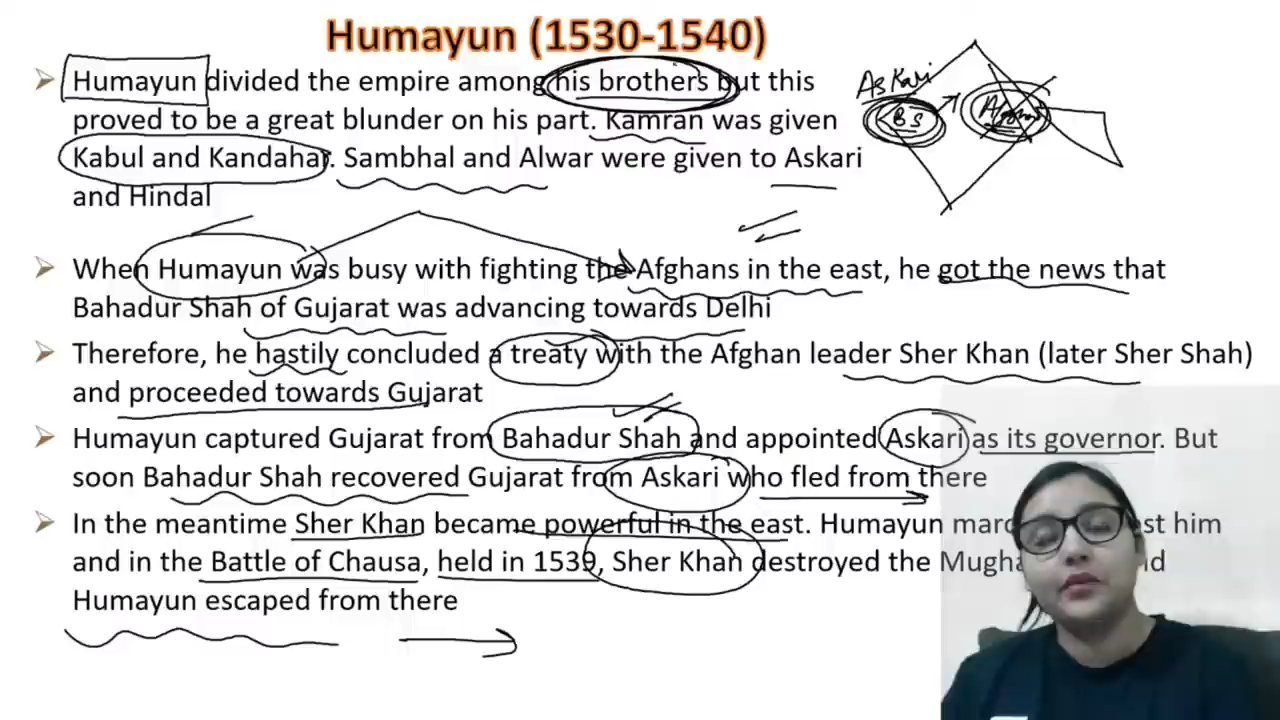 Humayun (1530-1540)
Humayun divided the empire among his brothers but this
proved to be a great blunder on his part. Kamran was given
Kabul and Kandahar. Sambhal and Alwar were given to Askari
and Hindal
Askari
BS
Afghans
When Humayun was busy with fighting the Afghans in the east, he got the news that
Bahadur Shah of Gujarat was advancing towards Delhi
Therefore, he hastily concluded a treaty with the Afghan leader Sher Khan (later Sher Shah)
and proceeded towards Gujarat
Humayun captured Gujarat from Bahadur Shah and appointed Askari as its governor. But
soon Bahadur Shah recovered Gujarat from Askari who fled from there
In the meantime Sher Khan became powerful in the east. Humayun him
and in the Battle of Chausa, held in 1539, Sher Khan destroyed the
Humayun escaped from there